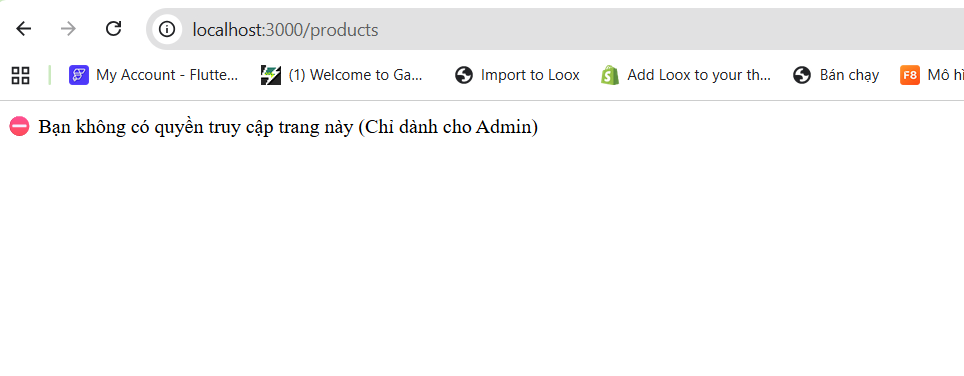 localhost:3000/products
My Account - Flutte... (1) Welcome to Ga... Import to Loox Add Loox to your th... Bán chạy F8 Mô h
⛔ Bạn không có quyền truy cập trang này (Chỉ dành cho Admin)